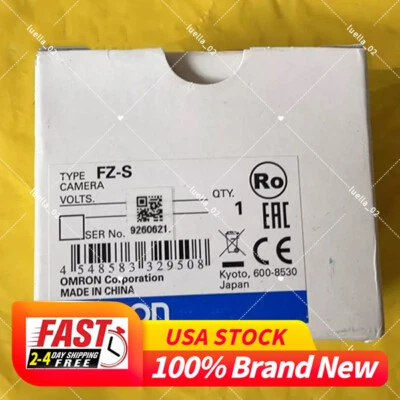 luella_02
TYPE FZ-S
CAMERA
VOLTS.
QTY.
1
Ro
EAC
SER No. 9260621.
4 548583 329508
OMRON Corporation
MADE IN CHINA
CE
Kyoto, 600-8530
Japan
FAST
2-4 DAY SHIPPING FREE
USA STOCK
100% Brand New